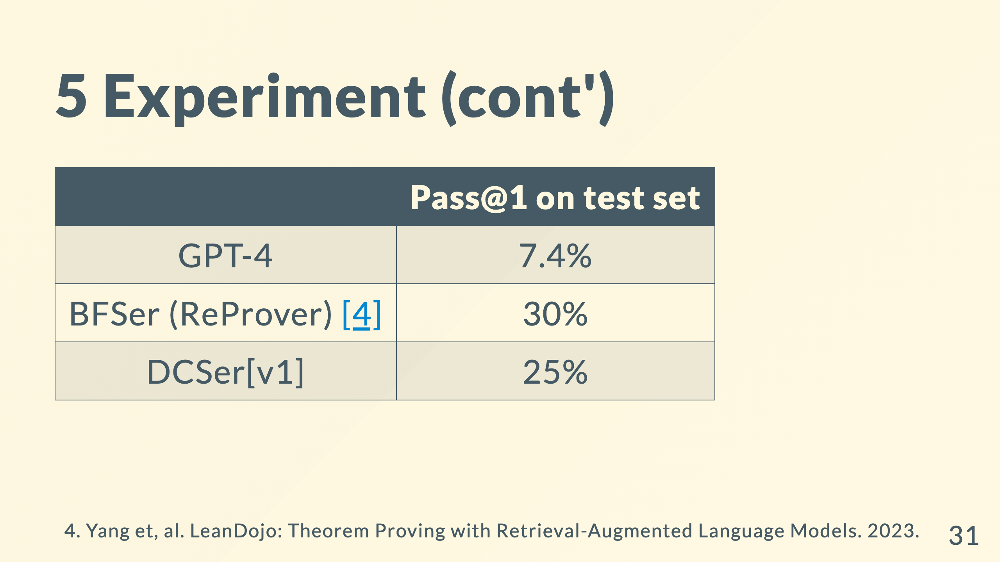 5 Experiment (cont')
Pass@1 on test set
GPT-4 7.4%
BFSer (ReProver) [4] 30%
DCSer[v1] 25%
4. Yang et, al. LeanDojo: Theorem Proving with Retrieval-Augmented Language Models. 2023.
31